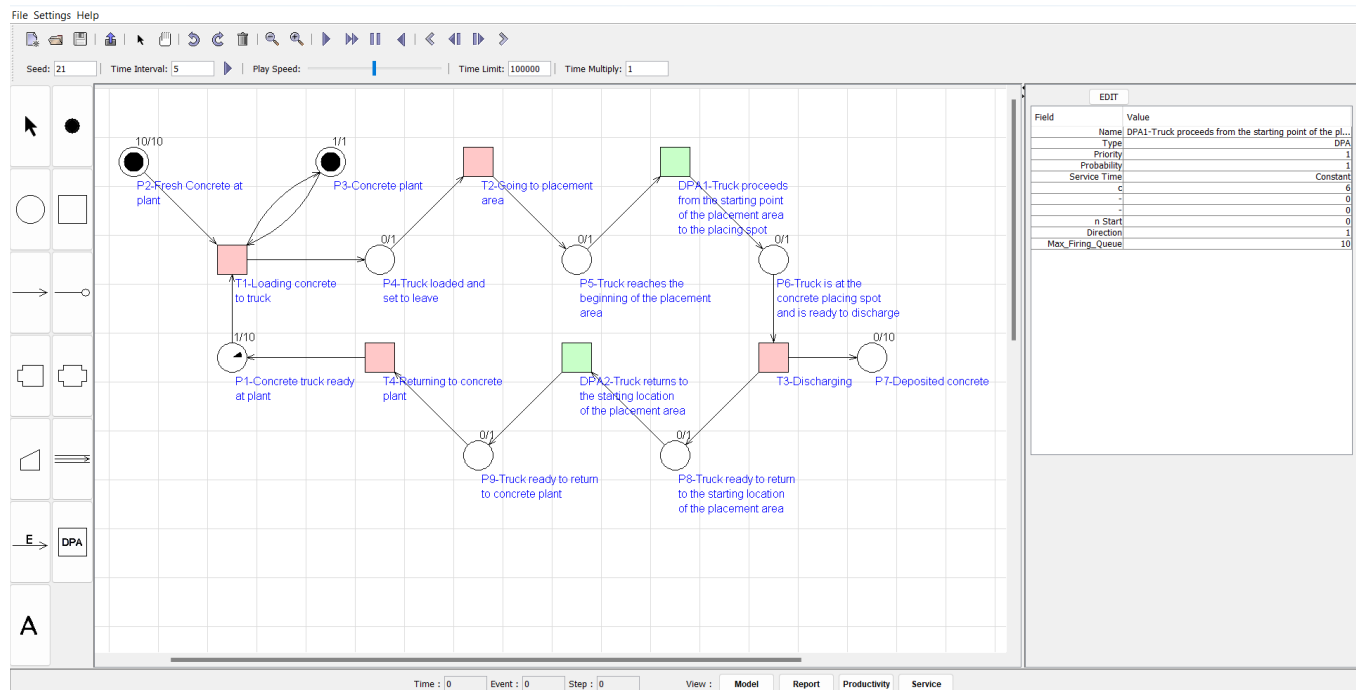 File Settings Help
Seed: 21 Time Interval: 5 Play Speed: Time Limit: 100000 Time Multiply: 1
EDIT
Field Value
Name DPA1-Truck proceeds from the starting point of the pl...
Type DPA
Priority 1
Probability 1
Service Time Constant
c 6
- 0
- 0
n Start 0
Direction 1
Max_Firing_Queue 10
10/10
P2-Fresh Concrete at
plant
1/1
P3-Concrete plant
T2-Going to placement
area
DPA1-Truck proceeds
from the starting point
of the placement area
to the placing spot
T1-Loading concrete
to truck
0/1
P4-Truck loaded and
set to leave
0/1
P5-Truck reaches the
beginning of the placement
area
0/1
P6-Truck is at the
concrete placing spot
and is ready to discharge
1/10
P1-Concrete truck ready
at plant
T4-Returning to concrete
plant
DPA2-Truck returns to
the starting location
of the placement area
T3-Discharging
0/10
P7-Deposited concrete
0/1
P9-Truck ready to return
to concrete plant
0/1
P8-Truck ready to return
to the starting location
of the placement area
E
DPA
A
Time : 0 Event : 0 Step : 0 View : Model Report Productivity Service